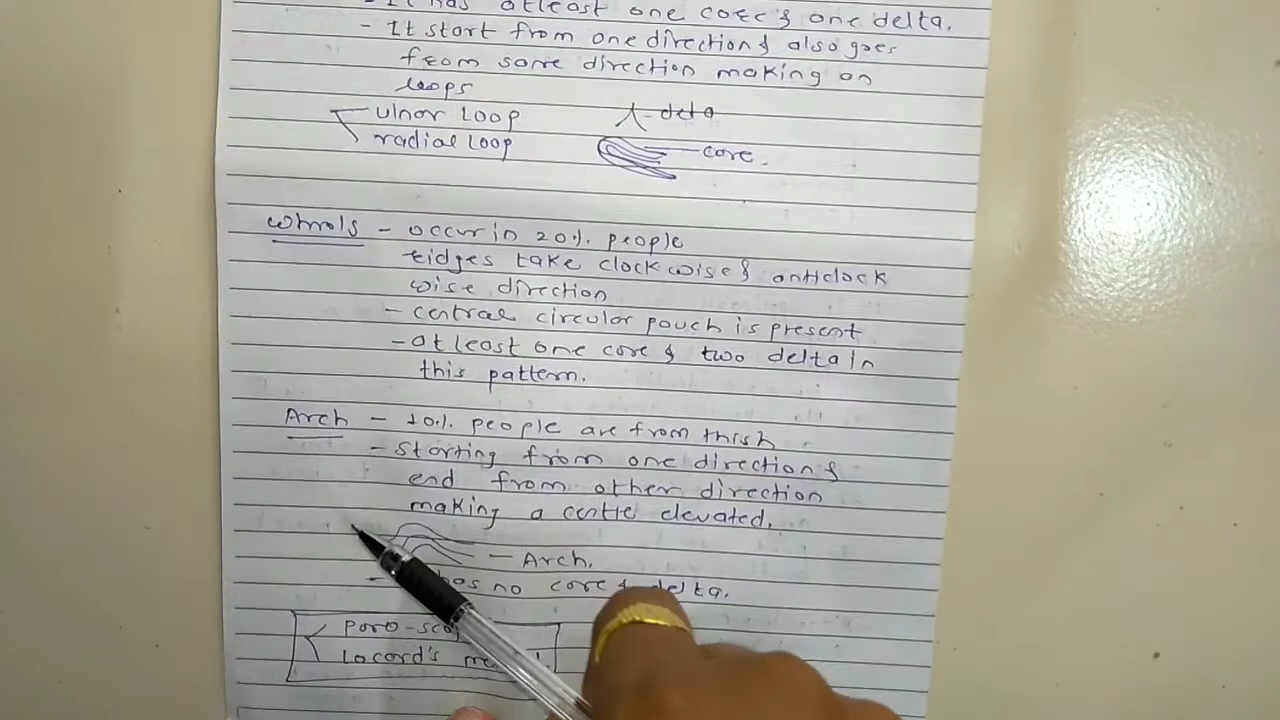 - It has atleast one core & one delta.
- It start from one direction & also goes
from same direction making on
loops
ulnar loop
delta
radial loop
core.
Whrols - occur in 20%. people
ridges take clockwise & anticlock
wise direction
- central circular pouch is present
- atleast one core & two delta in
this pattern.
Arch - 10%. people are from this
- starting from one direction &
end from other direction
making a centre elevated.
- Arch.
has no core & delta.
Locard's